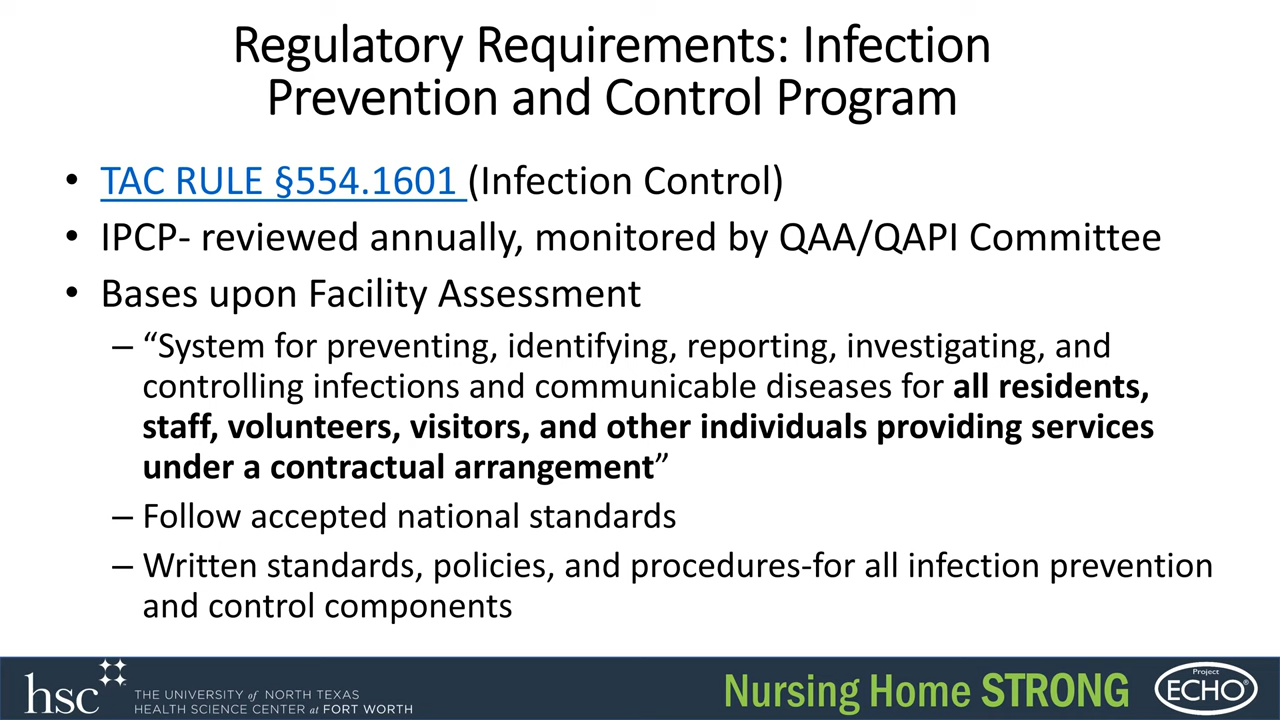 Regulatory Requirements: Infection
Prevention and Control Program
• TAC RULE §554.1601 (Infection Control)
• IPCP- reviewed annually, monitored by QAA/QAPI Committee
• Bases upon Facility Assessment
– “System for preventing, identifying, reporting, investigating, and
controlling infections and communicable diseases for all residents,
staff, volunteers, visitors, and other individuals providing services
under a contractual arrangement”
– Follow accepted national standards
– Written standards, policies, and procedures-for all infection prevention
and control components
hsc
THE UNIVERSITY of NORTH TEXAS
HEALTH SCIENCE CENTER at FORT WORTH
Nursing Home STRONG
Project
ECHO®